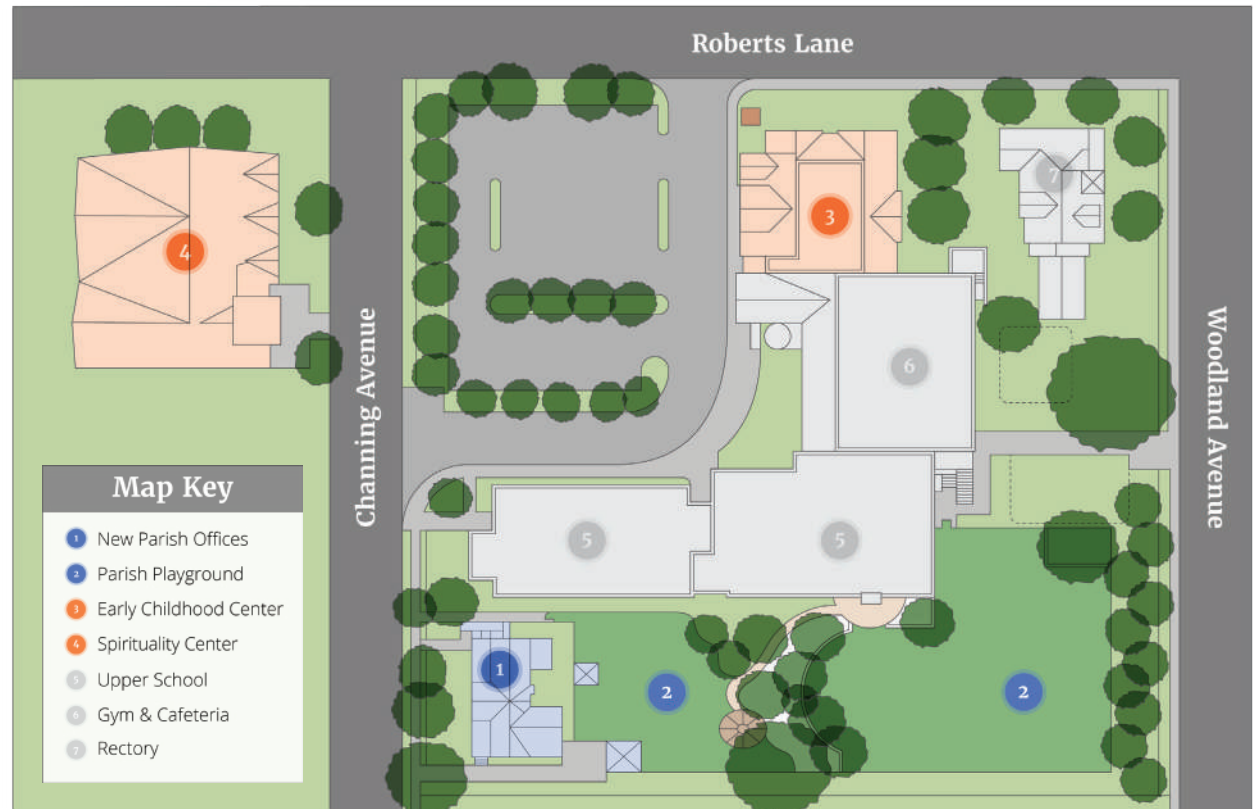 Roberts Lane
Channing Avenue
Woodland Avenue
4
3
7
6
5
5
1
2
2
Map Key
1 New Parish Offices
2 Parish Playground
3 Early Childhood Center
4 Spirituality Center
5 Upper School
6 Gym & Cafeteria
7 Rectory